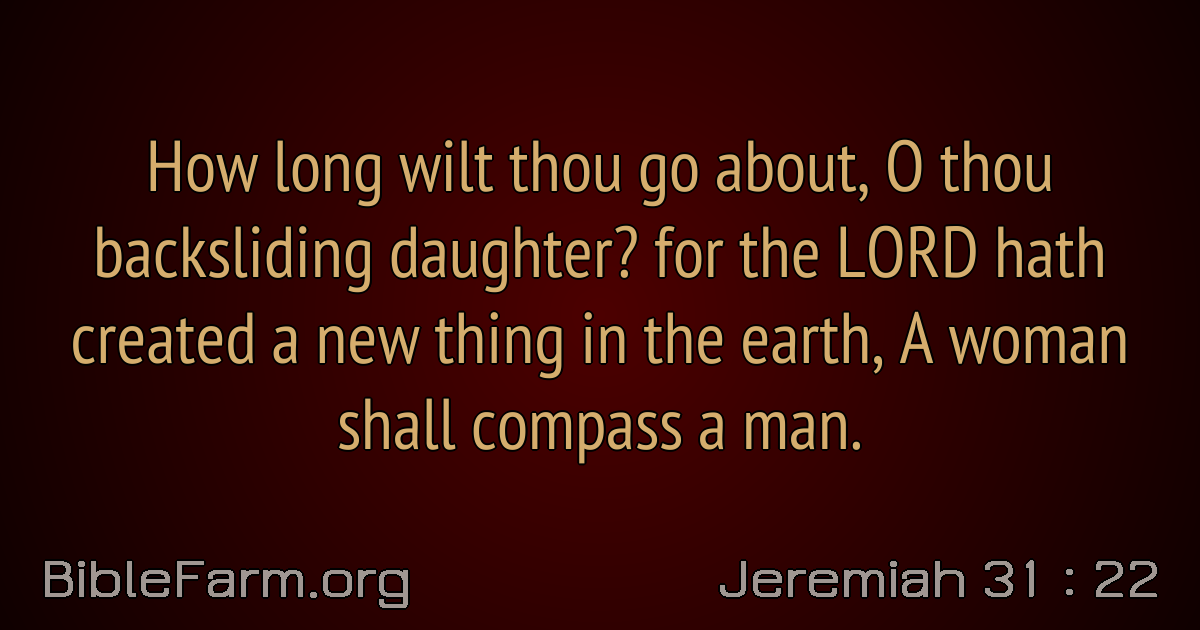 How long wilt thou go about, O thou
backsliding daughter? for the LORD hath
created a new thing in the earth, A woman
shall compass a man.
BibleFarm.org
Jeremiah 31 : 22